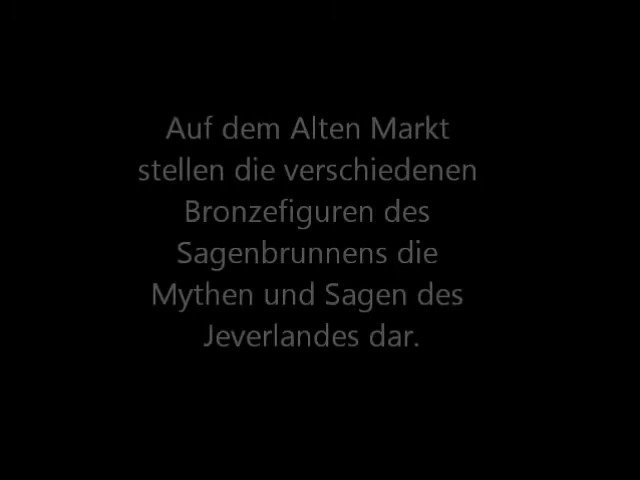 Auf dem Alten Markt
stellen die verschiedenen
Bronzefiguren des
Sagenbrunnens die
Mythen und Sagen des
Jeverlandes dar.